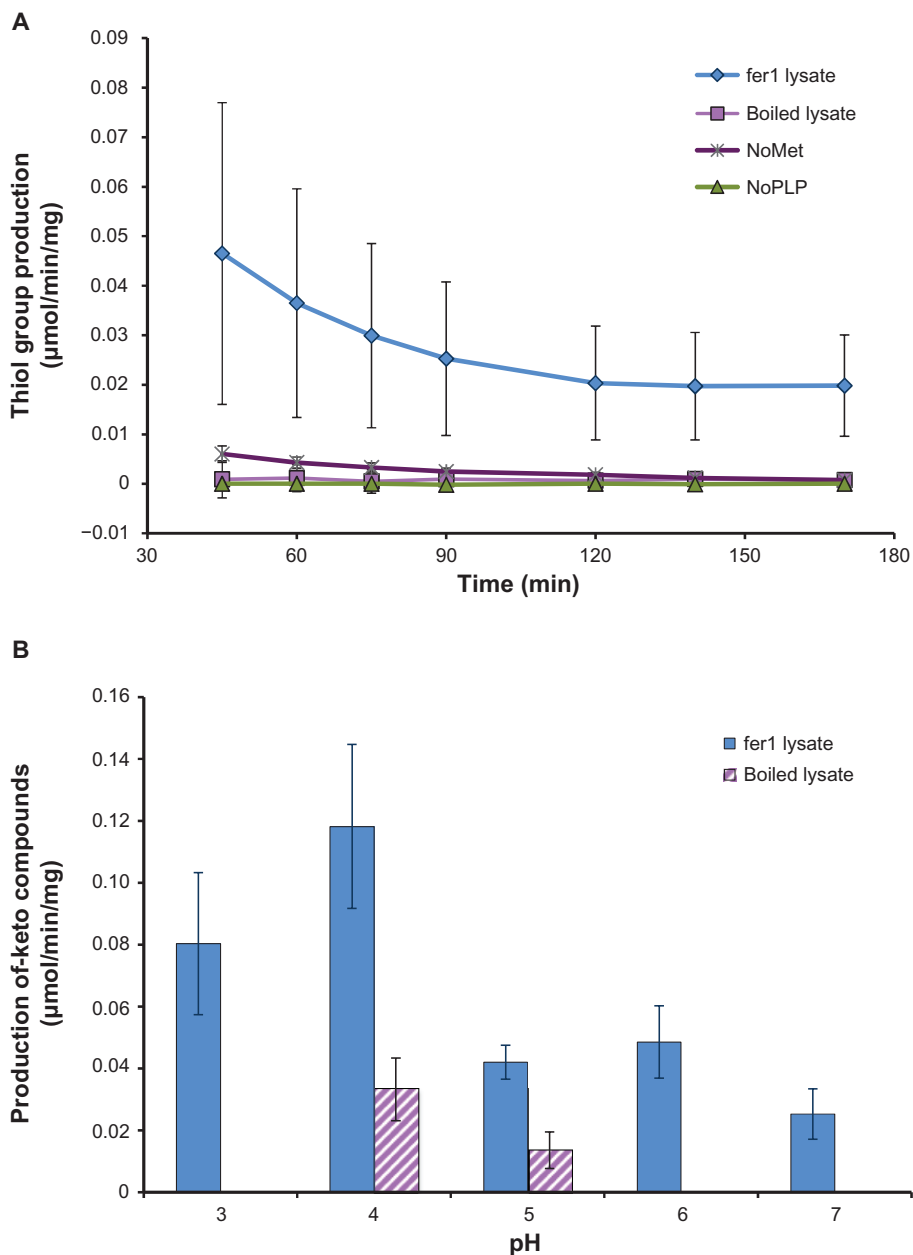 A
0.09
0.08
0.07
0.06
0.05
0.04
0.03
0.02
0.01
0
−0.01
Thiol group production
(µmol/min/mg)
fer1 lysate
Boiled lysate
NoMet
NoPLP
30
60
75
90
120
150
180
Time (min)
B
0.16
0.14
0.12
0.10
0.08
0.06
0.04
0.02
0
Production of-keto compounds
(µmol/min/mg)
fer1 lysate
Boiled lysate
3
4
5
6
7
pH